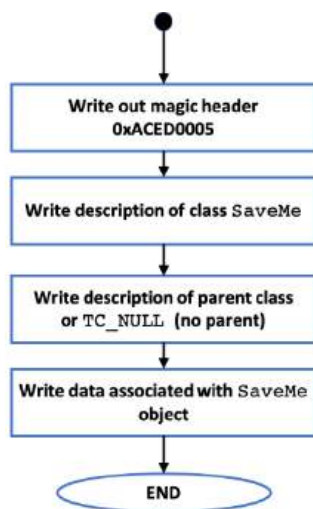 Write out magic header
0xACED0005
Write description of class SaveMe
Write description of parent class
or TC_NULL (no parent)
Write data associated with SaveMe
object
END